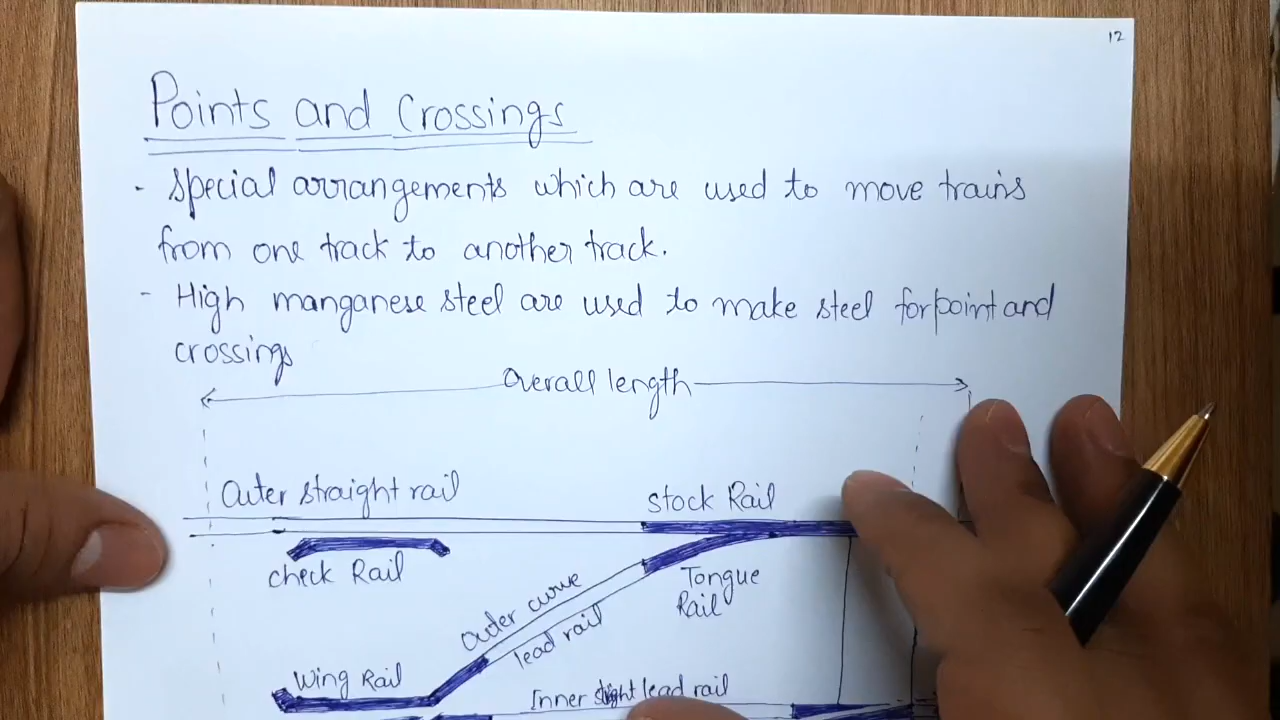 12
Points and Crossings
- Special arrangements which are used to move trains
from one track to another track.
- High manganese steel are used to make steel for point and
crossings
Overall length
Outer straight rail
Stock Rail
Check Rail
Tongue
Rail
Outer curve
lead rail
Wing Rail
Inner lead rail